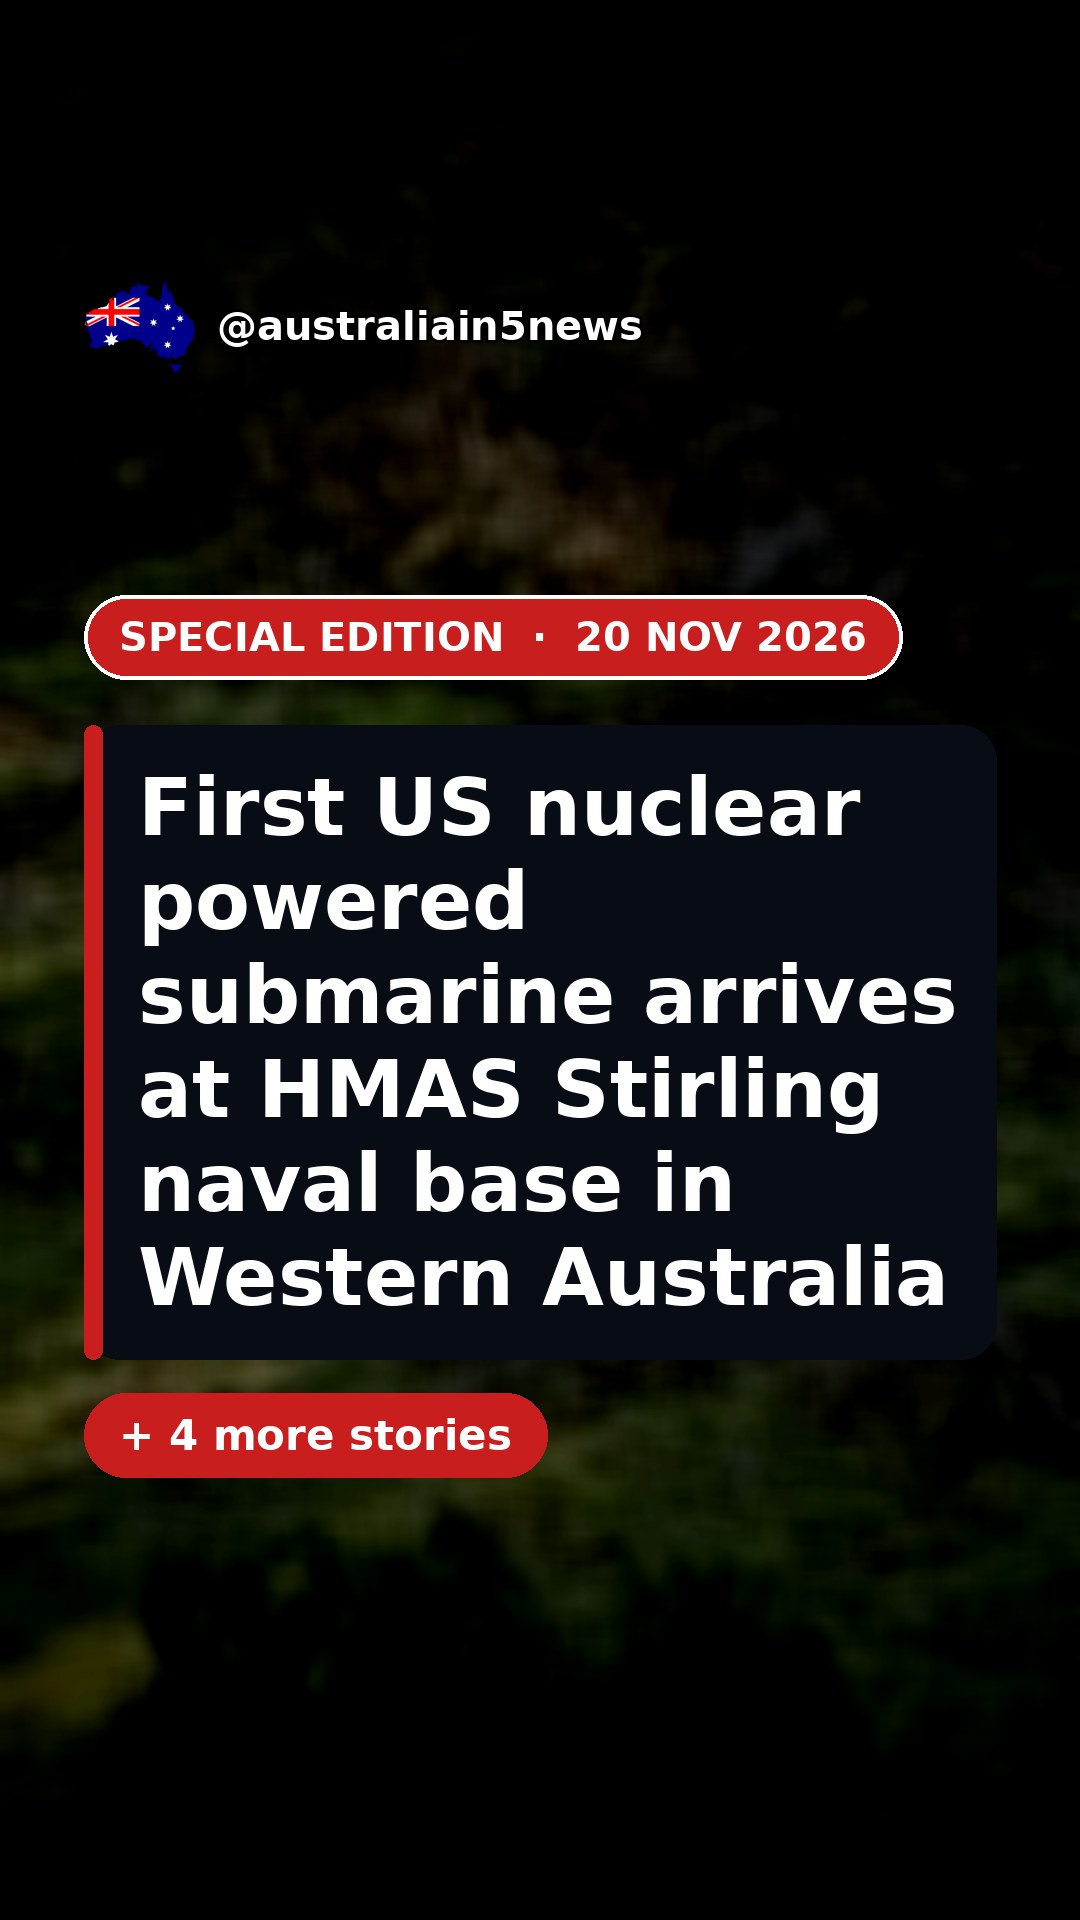 @australiain5news
SPECIAL EDITION · 20 NOV 2026
First US nuclear
powered
submarine arrives
at HMAS Stirling
naval base in
Western Australia
+ 4 more stories